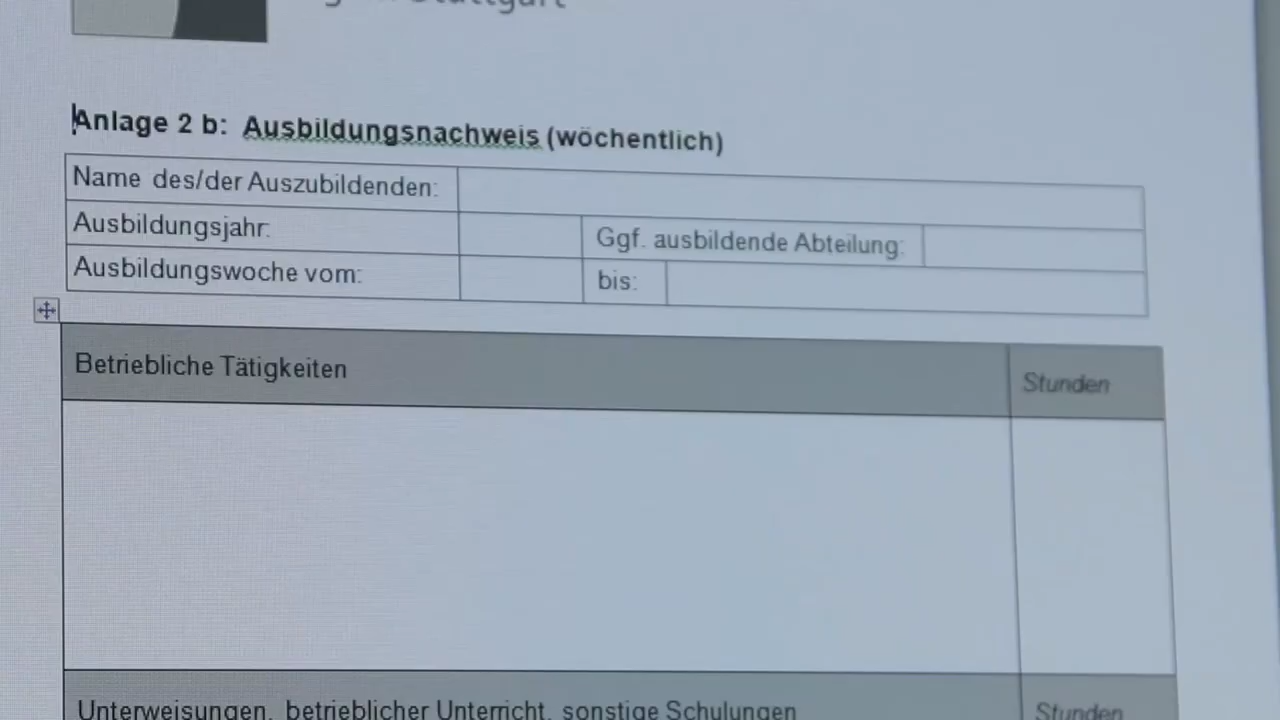 Stuttgart
Anlage 2 b: Ausbildungsnachweis (wöchentlich)
Name des/der Auszubildenden:
Ausbildungsjahr: Ggf. ausbildende Abteilung:
Ausbildungswoche vom: bis:
Betriebliche Tätigkeiten Stunden
Unterweisungen, betrieblicher Unterricht, sonstige Schulungen Stunden